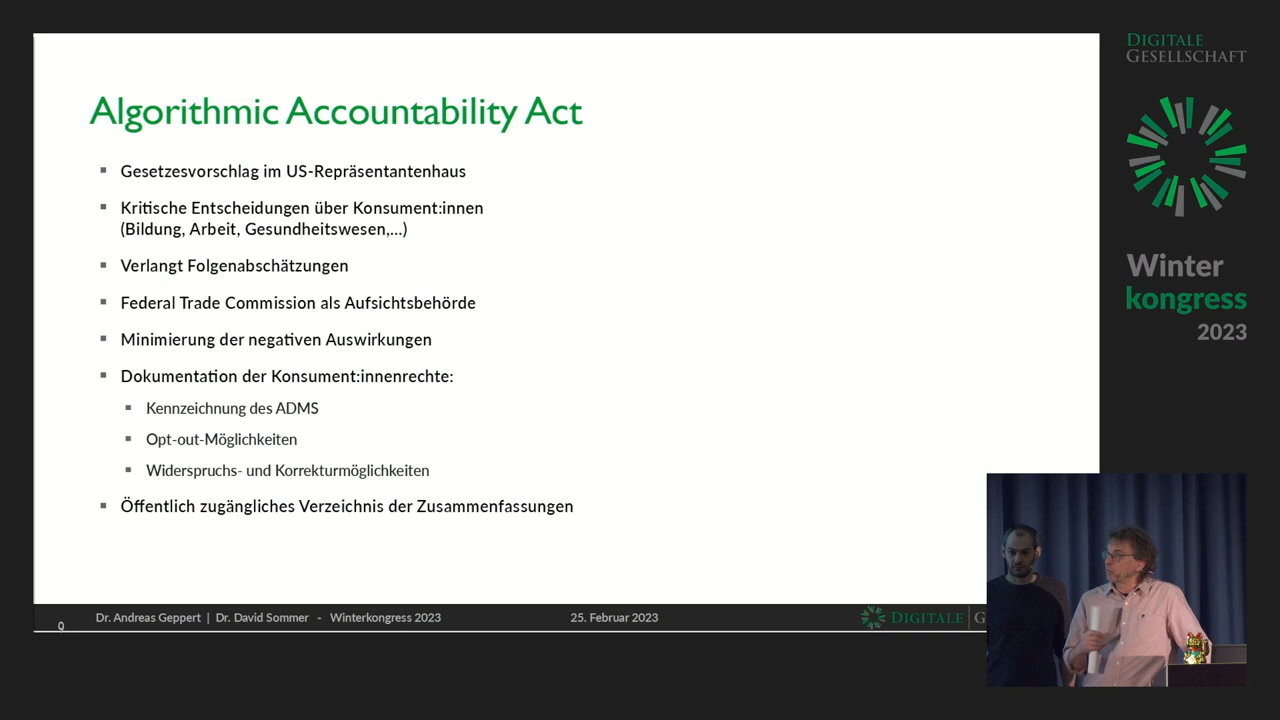 Algorithmic Accountability Act
Gesetzesvorschlag im US-Repräsentantenhaus
Kritische Entscheidungen über Konsument:innen
(Bildung, Arbeit, Gesundheitswesen,...)
Verlangt Folgenabschätzungen
Federal Trade Commission als Aufsichtsbehörde
Minimierung der negativen Auswirkungen
Dokumentation der Konsument:innenrechte:
Kennzeichnung des ADMS
Opt-out-Möglichkeiten
Widerspruchs- und Korrekturmöglichkeiten
Öffentlich zugängliches Verzeichnis der Zusammenfassungen
Dr. Andreas Geppert | Dr. David Sommer - Winterkongress 2023
25. Februar 2023
DIGITALE G
DIGITALE
GESELLSCHAFT
Winter
kongress
2023